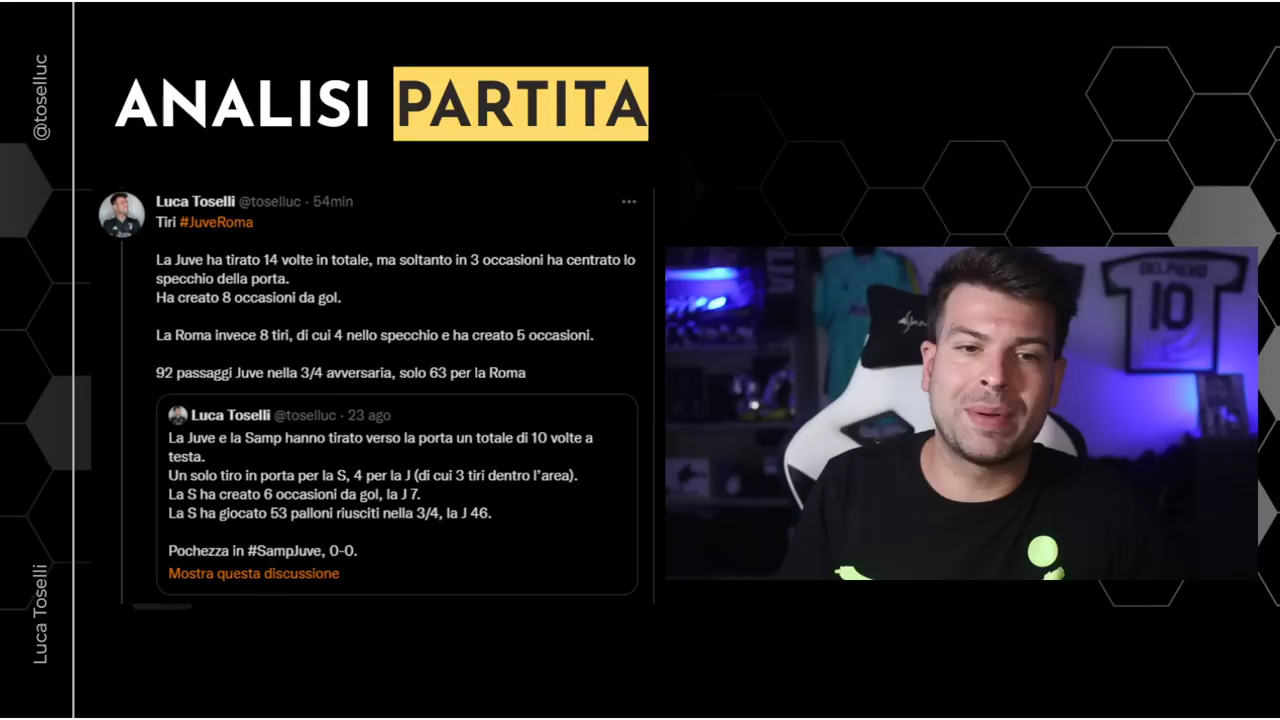 @toselluc
Luca Toselli
ANALISI PARTITA
Luca Toselli @toselluc · 54min
Tiri #JuveRoma
La Juve ha tirato 14 volte in totale, ma soltanto in 3 occasioni ha centrato lo
specchio della porta.
Ha creato 8 occasioni da gol.
La Roma invece 8 tiri, di cui 4 nello specchio e ha creato 5 occasioni.
92 passaggi Juve nella 3/4 avversaria, solo 63 per la Roma
Luca Toselli @toselluc · 23 ago
La Juve e la Samp hanno tirato verso la porta un totale di 10 volte a
testa.
Un solo tiro in porta per la S, 4 per la J (di cui 3 tiri dentro l'area).
La S ha creato 6 occasioni da gol, la J 7.
La S ha giocato 53 palloni riusciti nella 3/4, la J 46.
Pochezza in #SampJuve, 0-0.
Mostra questa discussione
DEL PIERO
10